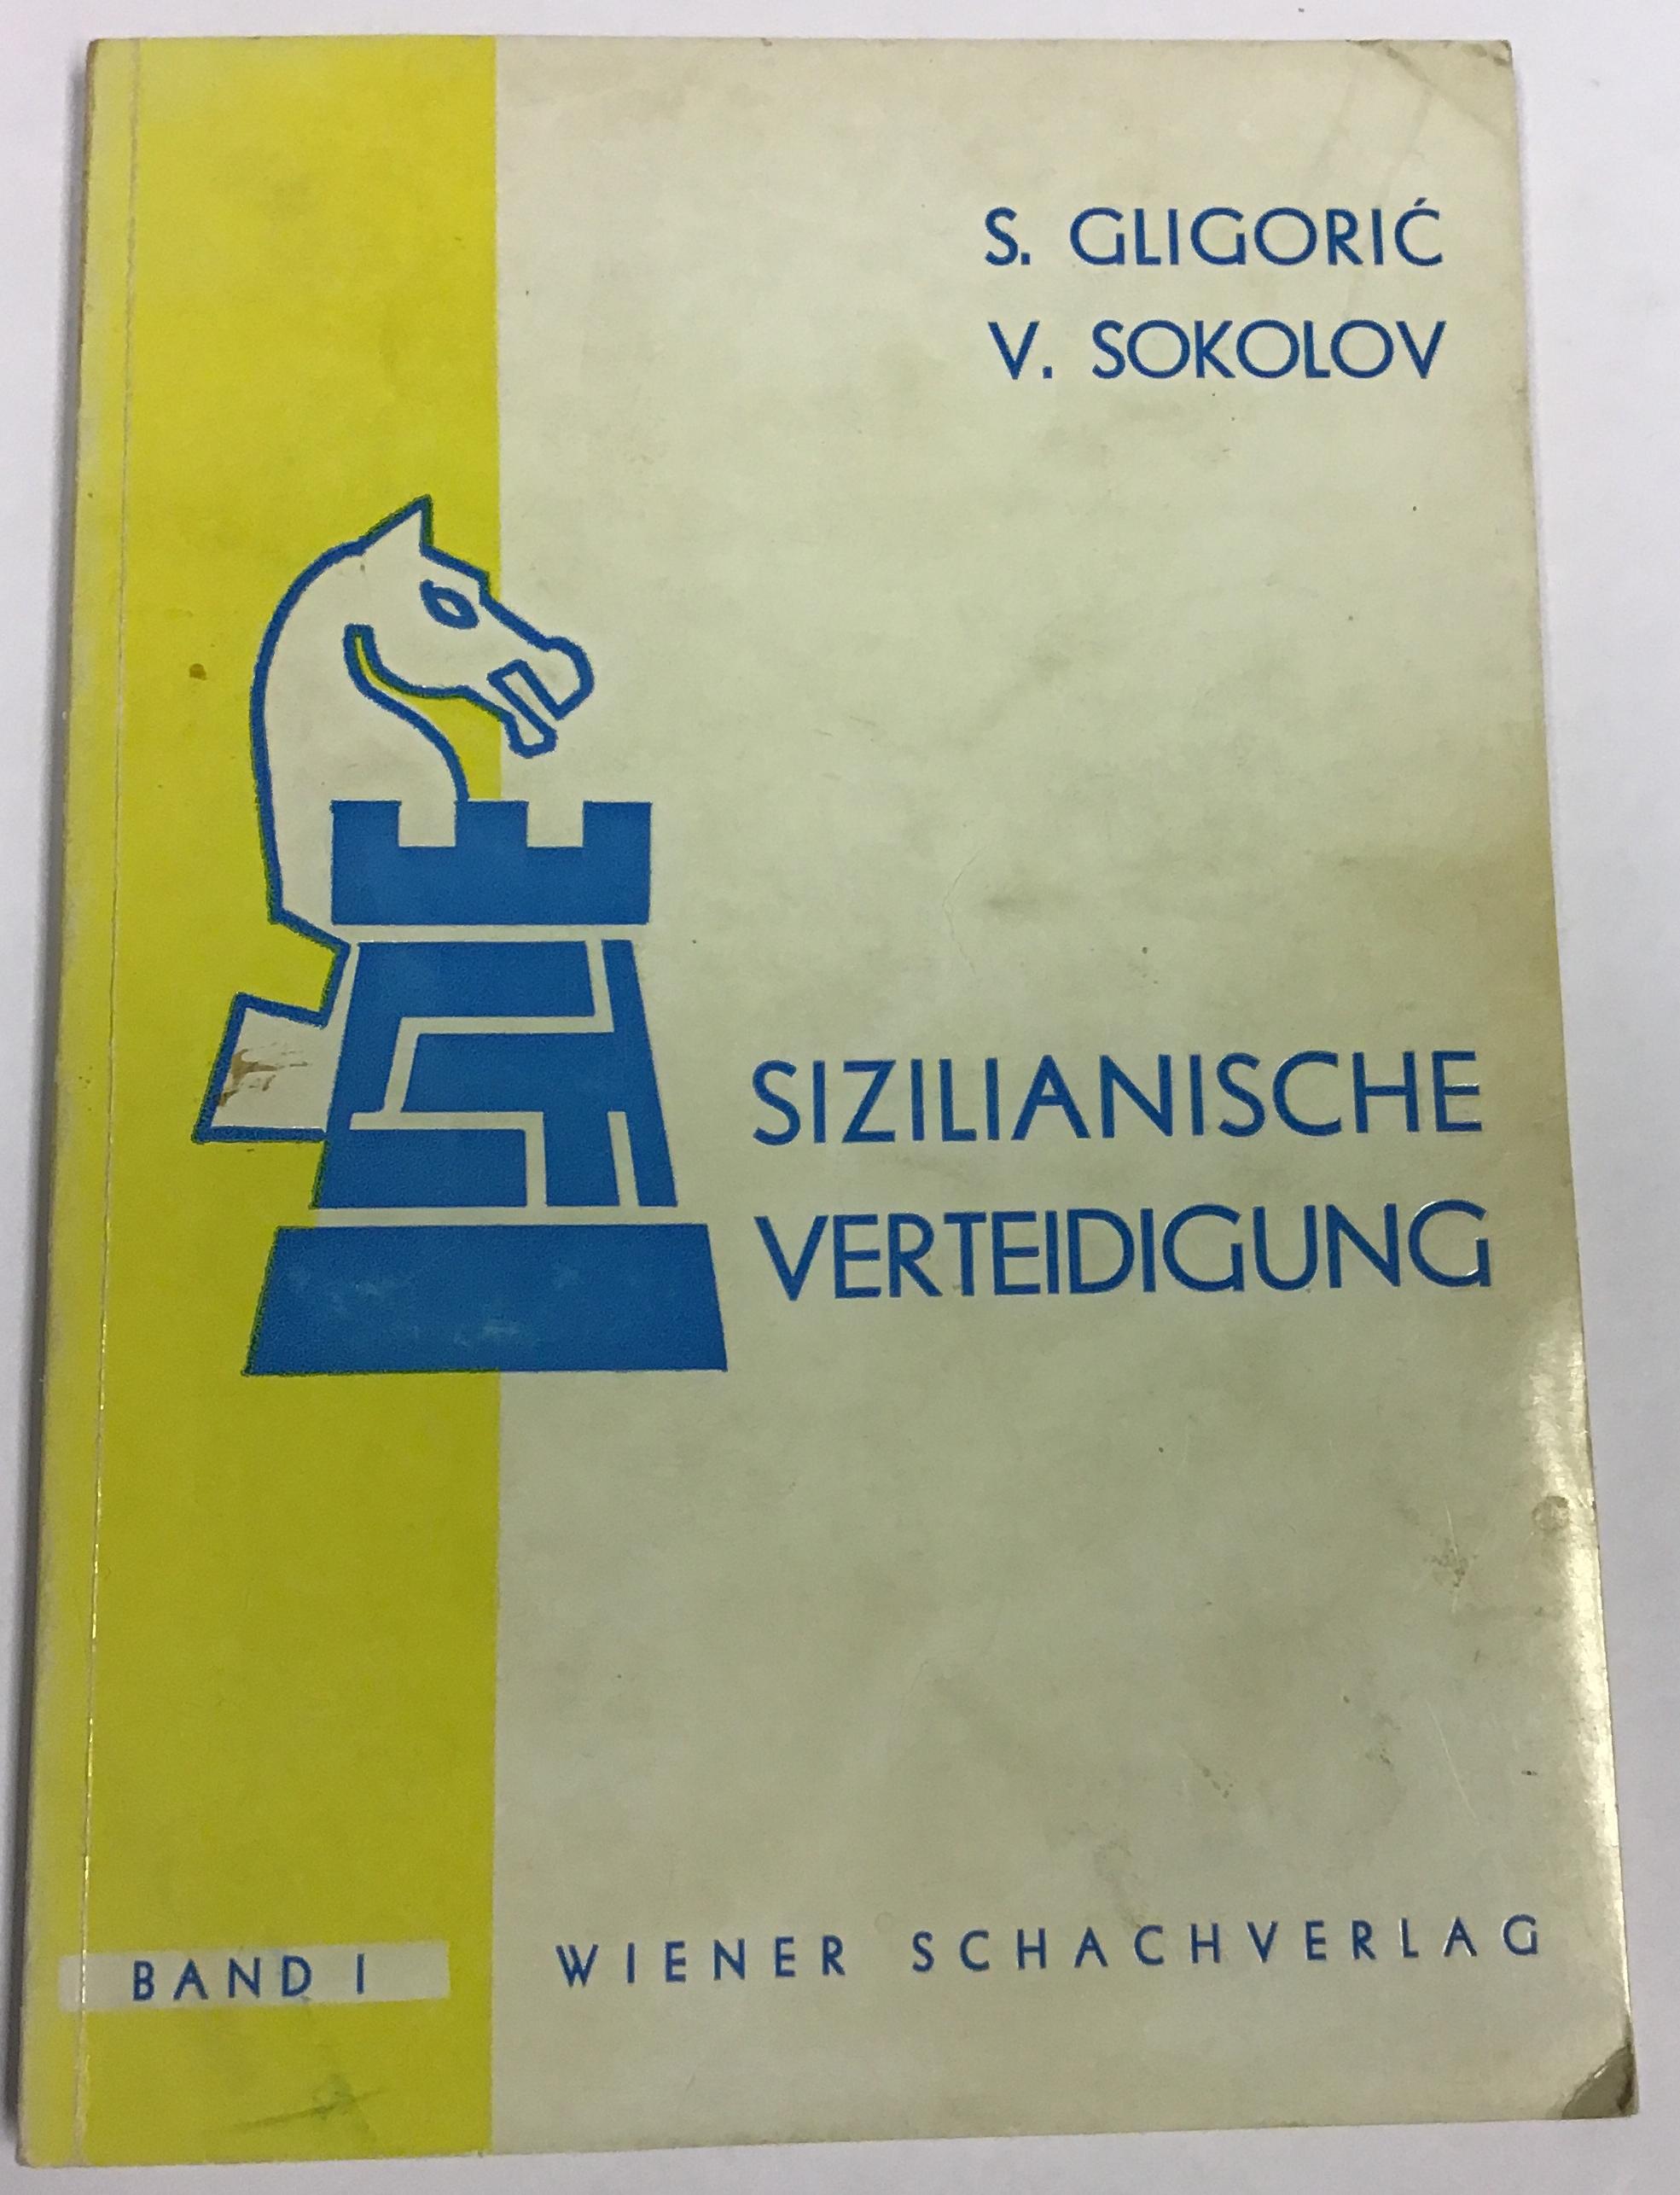 S. GLIGORIĆ
V. SOKOLOV
SIZILIANISCHE
VERTEIDIGUNG
BAND I
WIENER SCHACHVERLAG